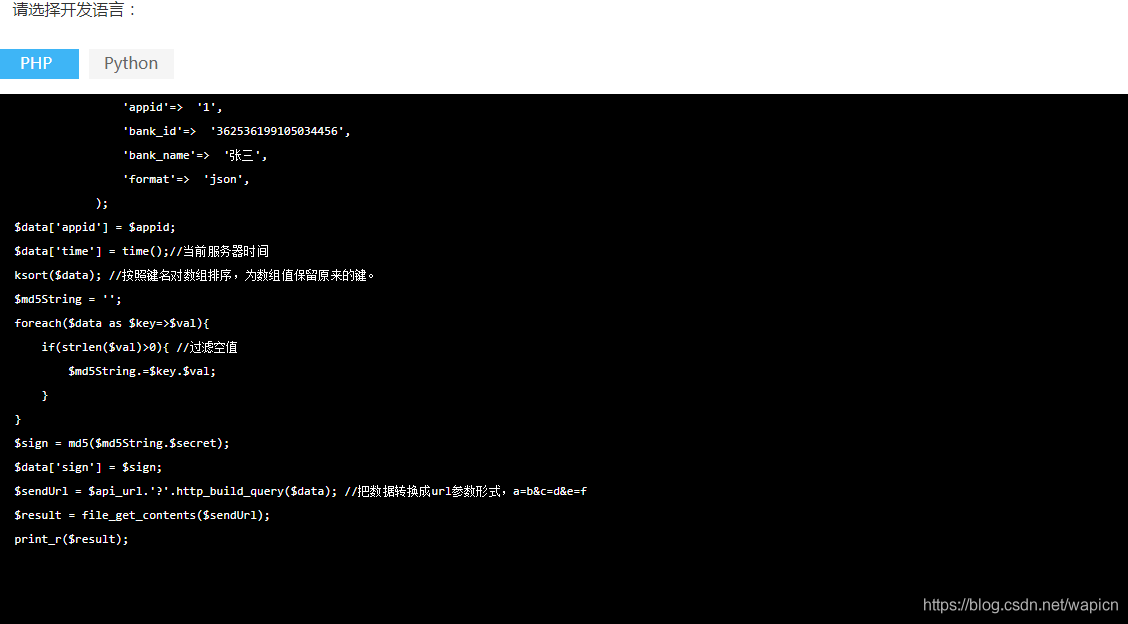 请选择开发语言：
PHP Python
'appid'=> '1',
'bank_id'=> '362536199105034456',
'bank_name'=> '张三',
'format'=> 'json',
);
$data['appid'] = $appid;
$data['time'] = time();//当前服务器时间
ksort($data); //按照键名对数组排序，为数组值保留原来的键。
$md5String = '';
foreach($data as $key=>$val){
if(strlen($val)>0){ //过滤空值
$md5String.=$key.$val;
}
}
$sign = md5($md5String.$secret);
$data['sign'] = $sign;
$sendUrl = $api_url.'?'.http_build_query($data); //把数据转换成url参数形式，a=b&c=d&e=f
$result = file_get_contents($sendUrl);
print_r($result);
https://blog.csdn.net/wapicn